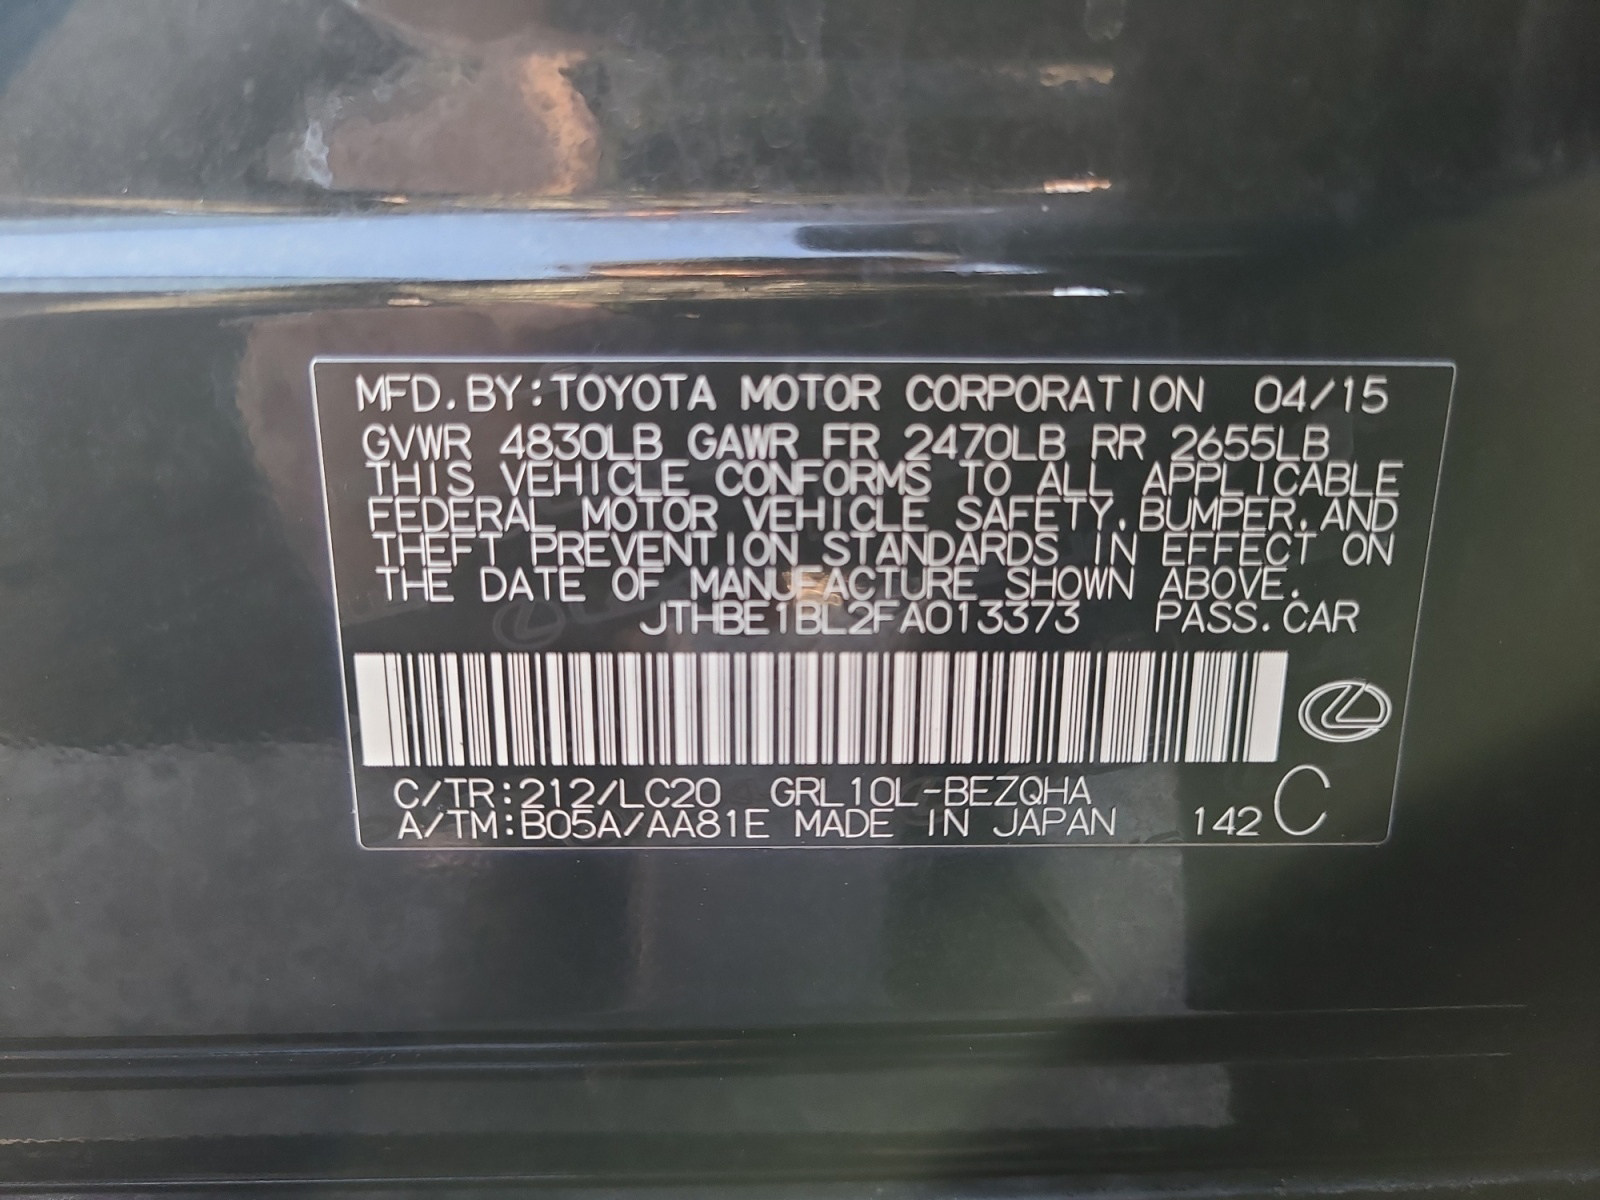 MFD.BY:TOYOTA MOTOR CORPORATION 04/15
GVWR 4830LB GAWR FR 2470LB RR 2655LB
THIS VEHICLE CONFORMS TO ALL APPLICABLE
FEDERAL MOTOR VEHICLE SAFETY,BUMPER,AND
THEFT PREVENTION STANDARDS IN EFFECT ON
THE DATE OF MANUFACTURE SHOWN ABOVE.
JTHBE1BL2FA013373 PASS.CAR
C/TR:212/LC20 GRL10L-BEZQHA
A/TM:B05A/AA81E MADE IN JAPAN 142 C